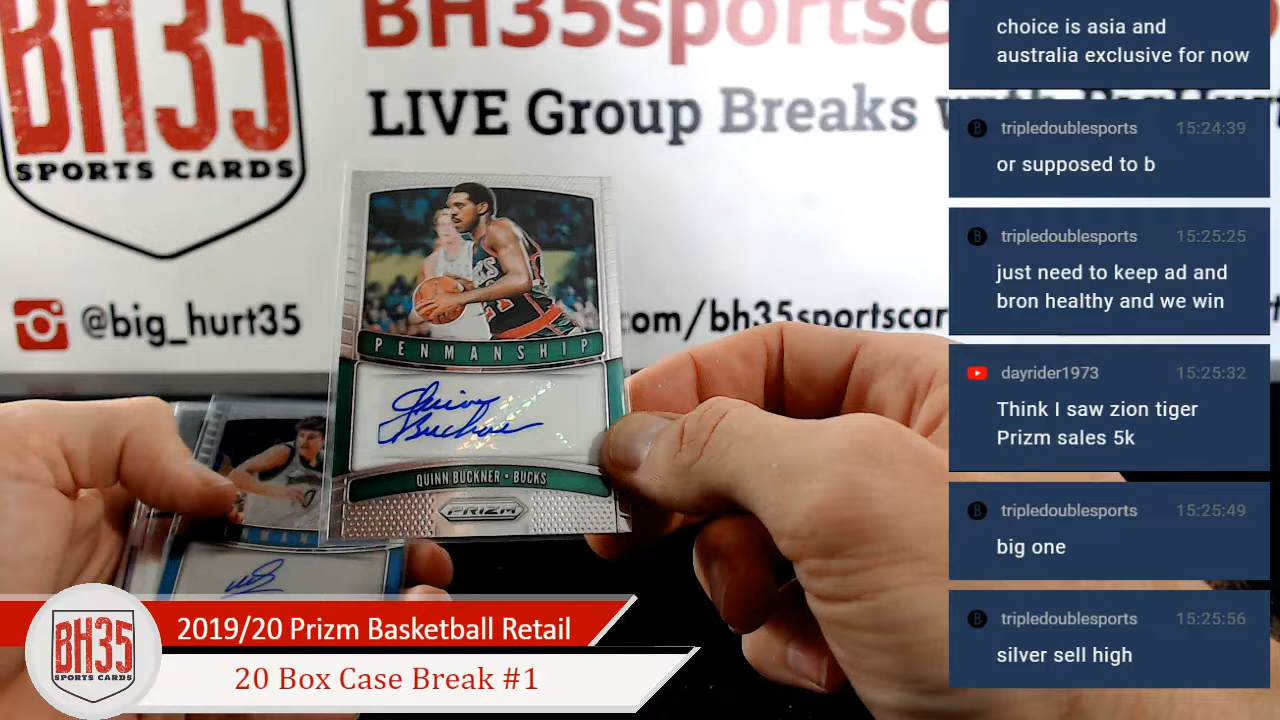 BH35
SPORTS CARDS
BH35sportsc
LIVE Group Breaks
@big_hurt35
com/bh35sportscar
PENMANSHIP
Quinn Buckner
QUINN BUCKNER • BUCKS
PRIZM
choice is asia and
australia exclusive for now
tripledoublesports 15:24:39
or supposed to b
tripledoublesports 15:25:25
just need to keep ad and
bron healthy and we win
dayrider1973 15:25:32
Think I saw zion tiger
Prizm sales 5k
tripledoublesports 15:25:49
big one
tripledoublesports 15:25:56
silver sell high
BH35
SPORTS CARDS
2019/20 Prizm Basketball Retail
20 Box Case Break #1